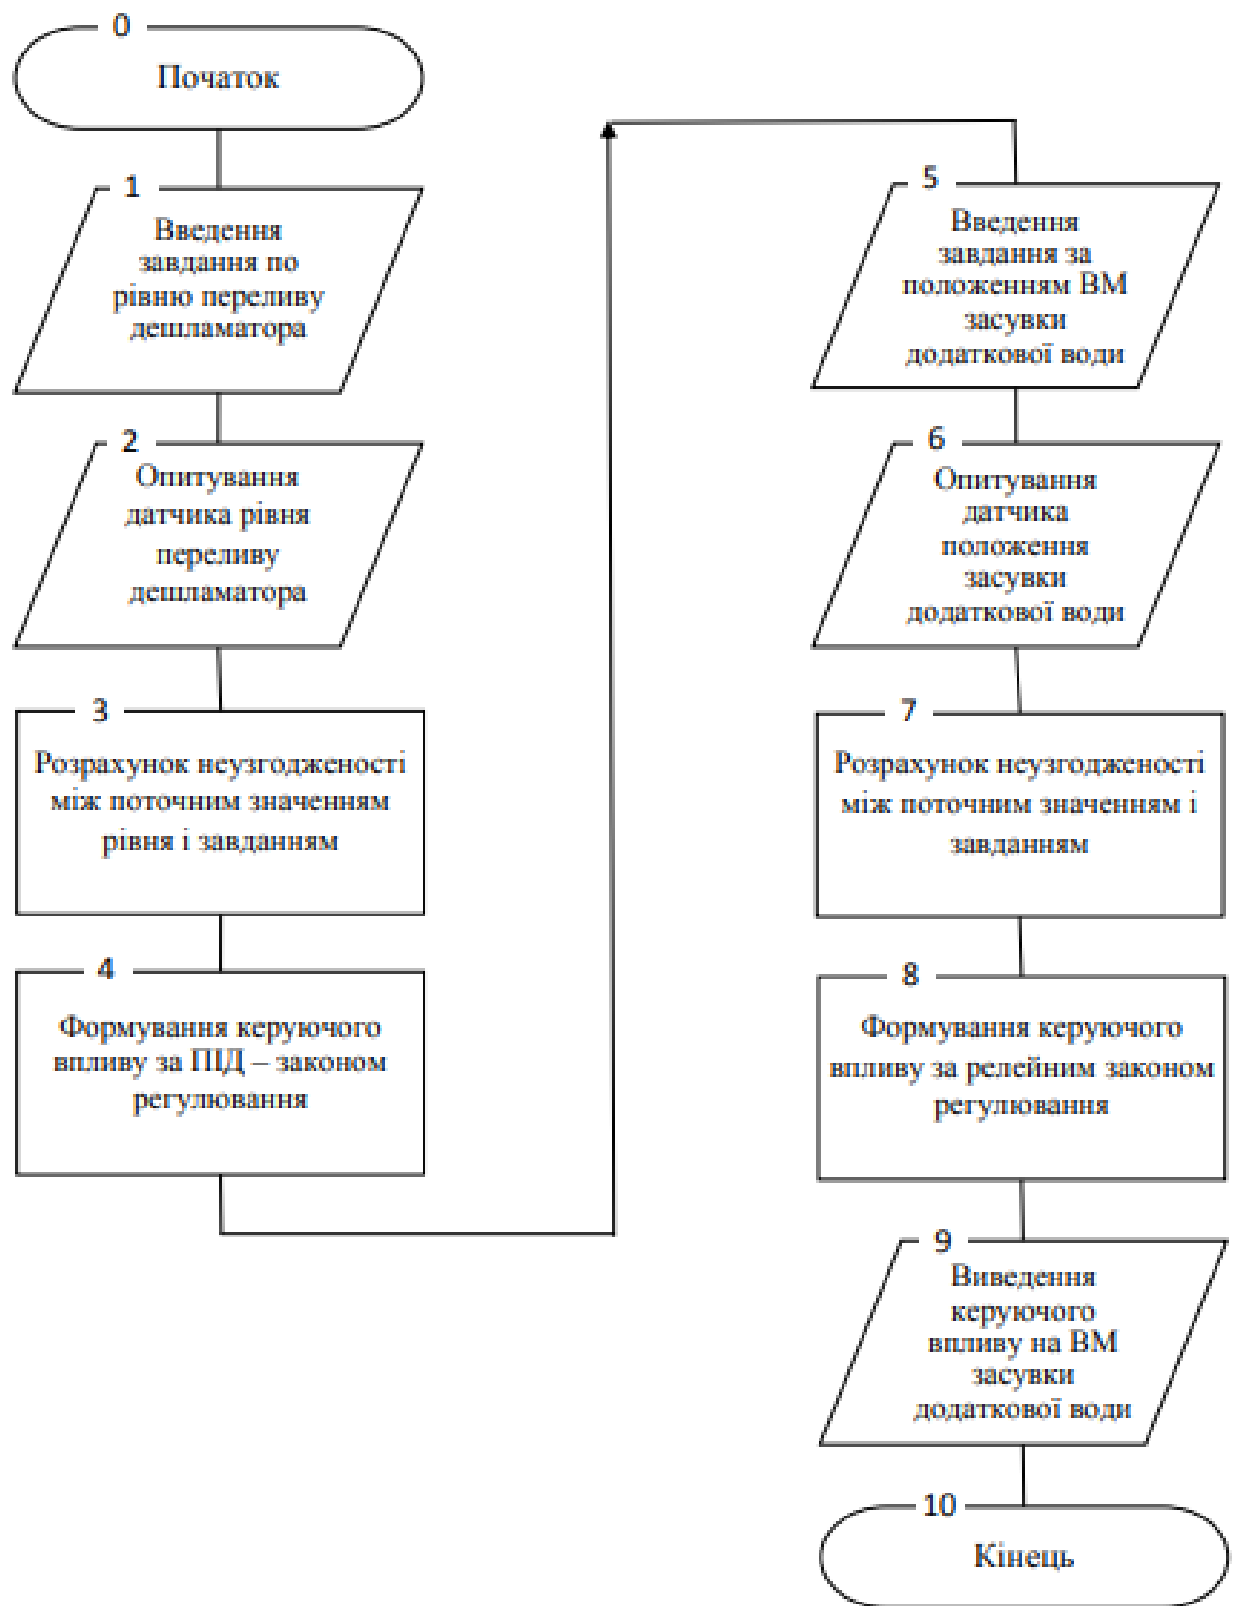 0
Початок
1
Введення
завдання по
рівню переливу
дешламатора
2
Опитування
датчика рівня
переливу
дешламатора
3
Розрахунок неузгодженості
між поточним значенням
рівня і завданням
4
Формування керуючого
впливу за ПІД – законом
регулювання
5
Введення
завдання за
положенням ВМ
засувки
додаткової води
6
Опитування
датчика
положення
засувки
додаткової води
7
Розрахунок неузгодженості
між поточним значенням і
завданням
8
Формування керуючого
впливу за релейним законом
регулювання
9
Виведення
керуючого
впливу на ВМ
засувки
додаткової води
10
Кінець